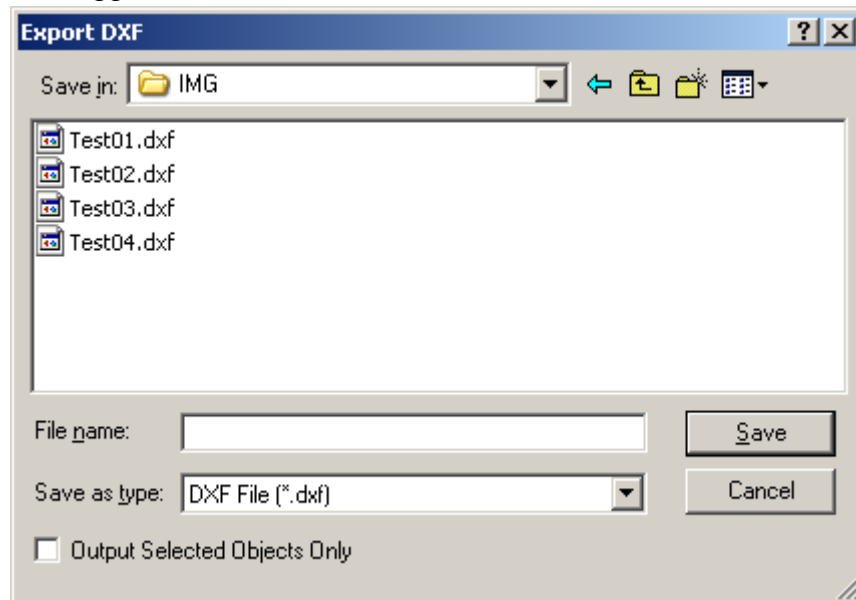 Export DXF
Save in: IMG
Test01.dxf
Test02.dxf
Test03.dxf
Test04.dxf
File name: Save
Save as type: DXF File (*.dxf) Cancel
Output Selected Objects Only